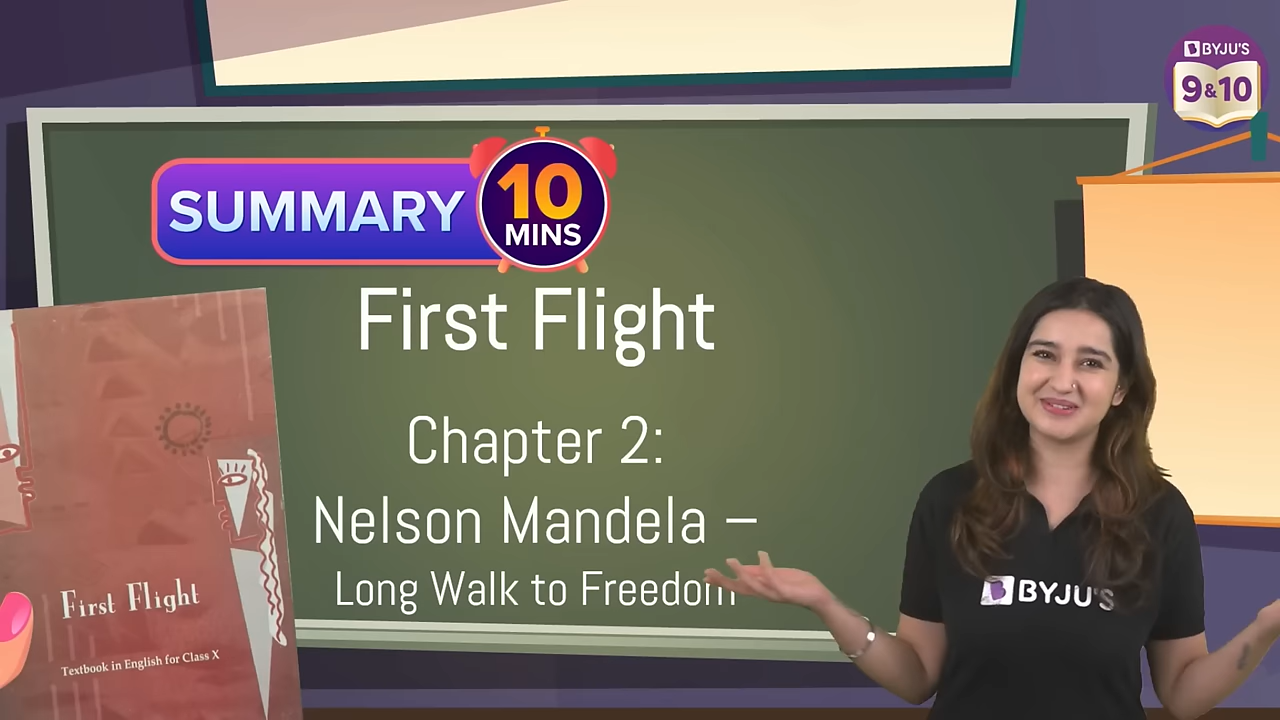 BYJU'S
9&10
SUMMARY
10
MINS
First Flight
Chapter 2:
Nelson Mandela –
Long Walk to Freedom
First Flight
Textbook in English for Class X
BYJU'S